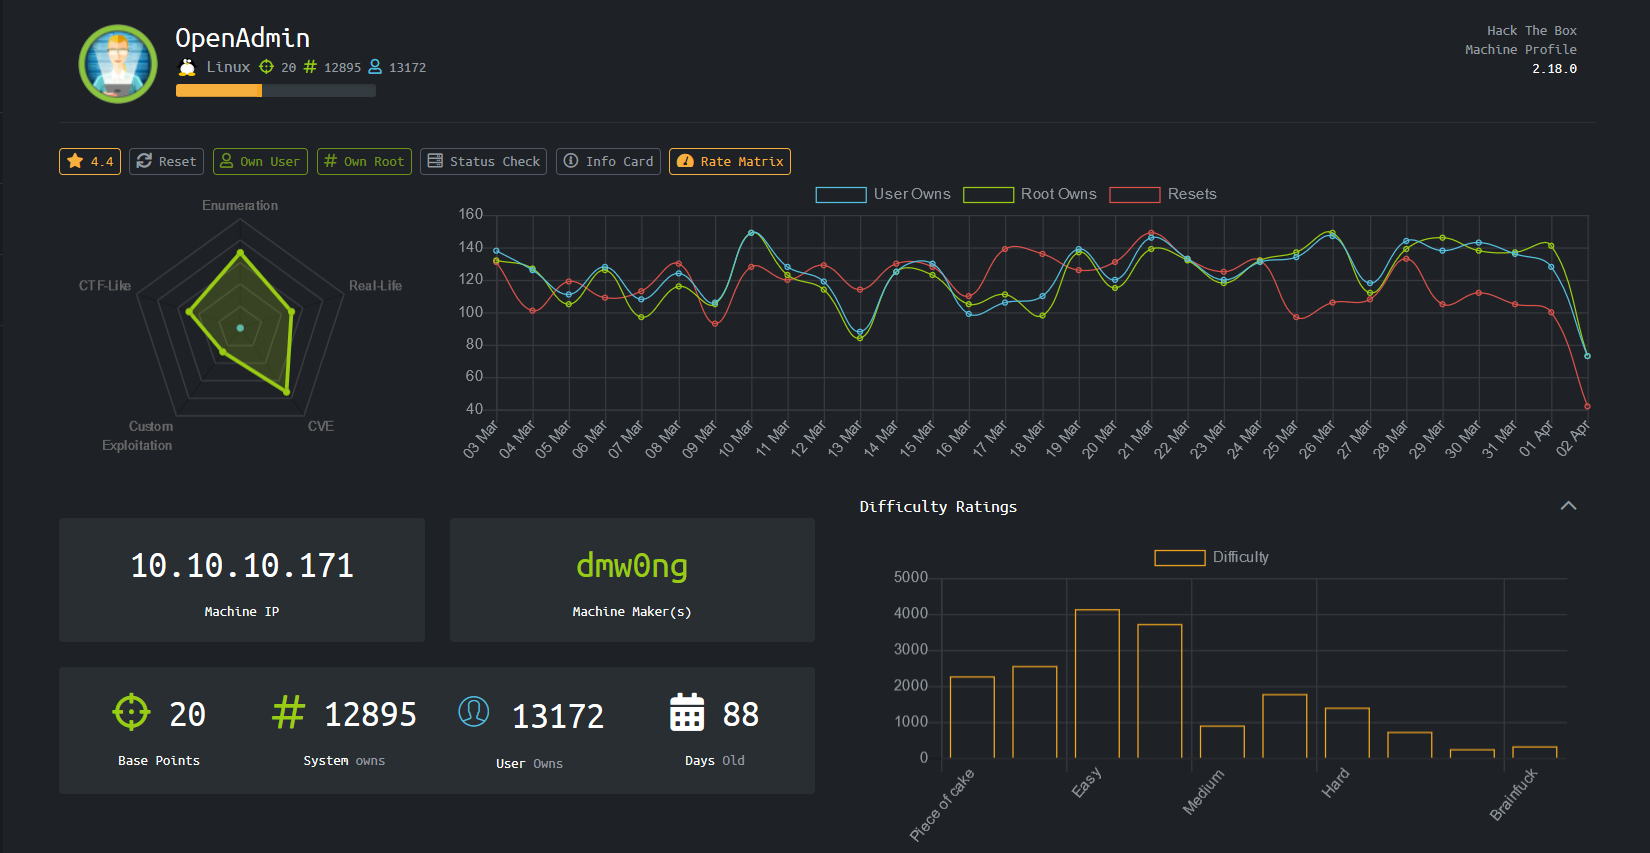 OpenAdmin
Linux 20 12895 13172
Hack The Box
Machine Profile
2.18.0
4.4 Reset Own User Own Root Status Check Info Card Rate Matrix
Enumeration
Real-Life
CVE
Custom
Exploitation
CTF-Like
User Owns Root Owns Resets
160
140
120
100
80
60
40
03 Mar 04 Mar 05 Mar 06 Mar 07 Mar 08 Mar 09 Mar 10 Mar 11 Mar 12 Mar 13 Mar 14 Mar 15 Mar 16 Mar 17 Mar 18 Mar 19 Mar 20 Mar 21 Mar 22 Mar 23 Mar 24 Mar 25 Mar 26 Mar 27 Mar 28 Mar 29 Mar 30 Mar 31 Mar 01 Apr 02 Apr
10.10.10.171
Machine IP
dmw0ng
Machine Maker(s)
20
Base Points
12895
System owns
13172
User Owns
88
Days Old
Difficulty Ratings
Difficulty
5000
4000
3000
2000
1000
0
Piece of cake Easy Medium Hard Brainfuck